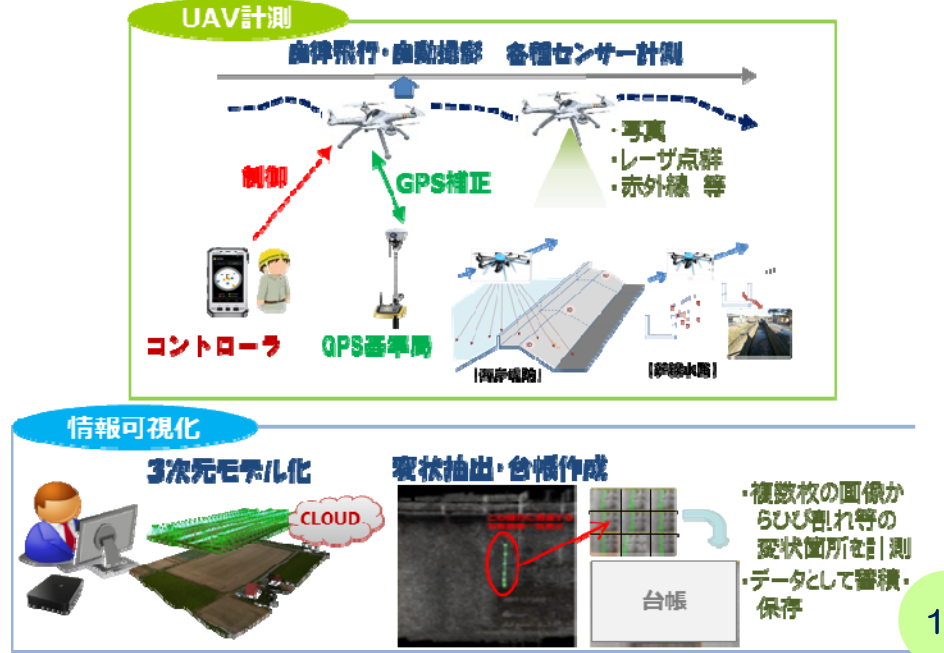 UAV計測
自律飛行・自動撮影 各種センサー計測
・写真
・レーザ点群
・赤外線 等
制御
GPS補正
コントローラ
GPS基準局
【海岸堤防】
【幹線水路】
情報可視化
3次元モデル化
変状抽出・台帳作成
CLOUD
台帳
・複数枚の画像か
らひび割れ等の
変状箇所を計測
・データとして蓄積・
保存
1